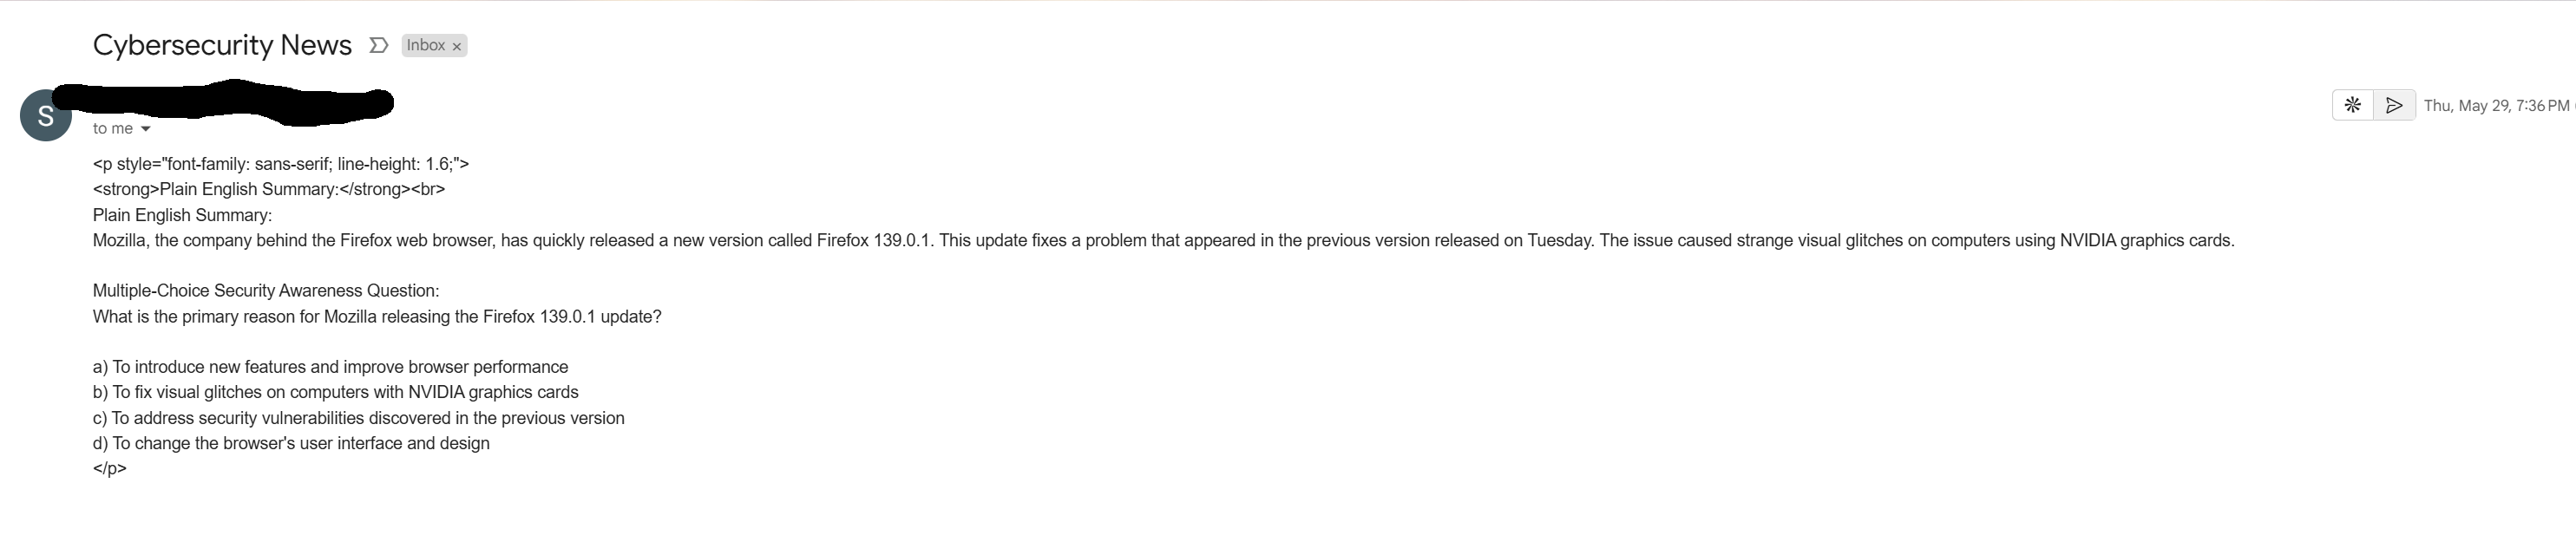 Cybersecurity News
Inbox ×
S
to me
Thu, May 29, 7:36 PM
<p style="font-family: sans-serif; line-height: 1.6;">
<strong>Plain English Summary:</strong><br>
Plain English Summary:
Mozilla, the company behind the Firefox web browser, has quickly released a new version called Firefox 139.0.1. This update fixes a problem that appeared in the previous version released on Tuesday. The issue caused strange visual glitches on computers using NVIDIA graphics cards.
Multiple-Choice Security Awareness Question:
What is the primary reason for Mozilla releasing the Firefox 139.0.1 update?
a) To introduce new features and improve browser performance
b) To fix visual glitches on computers with NVIDIA graphics cards
c) To address security vulnerabilities discovered in the previous version
d) To change the browser's user interface and design
</p>